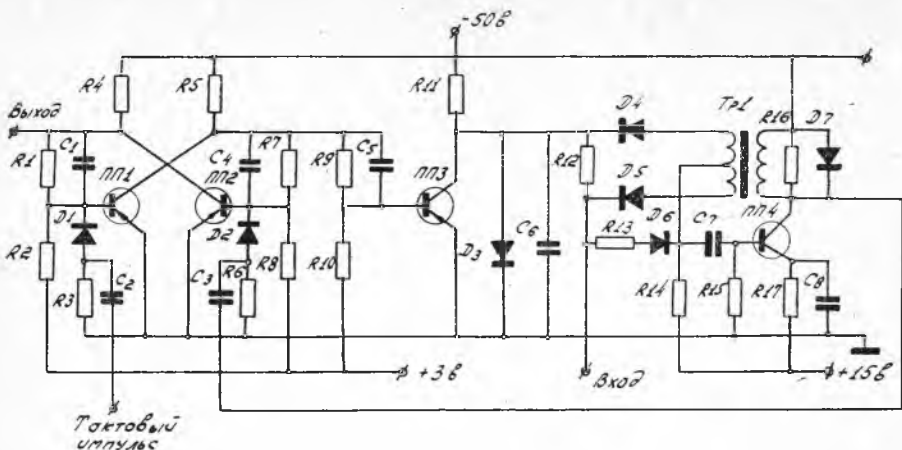 -50в
R4
R5
R11
D4
Тр1
R16
D7
Выход
R1
C1
ПП1
ПП2
C4
R7
R9
C5
ПП3
R12
D5
D1
D2
D6
C7
ПП4
R13
R2
R3
C2
C3
R6
R8
R10
D3
C6
R14
R15
R17
C8
+3в
Вход
+15в
Тактовый
импульс